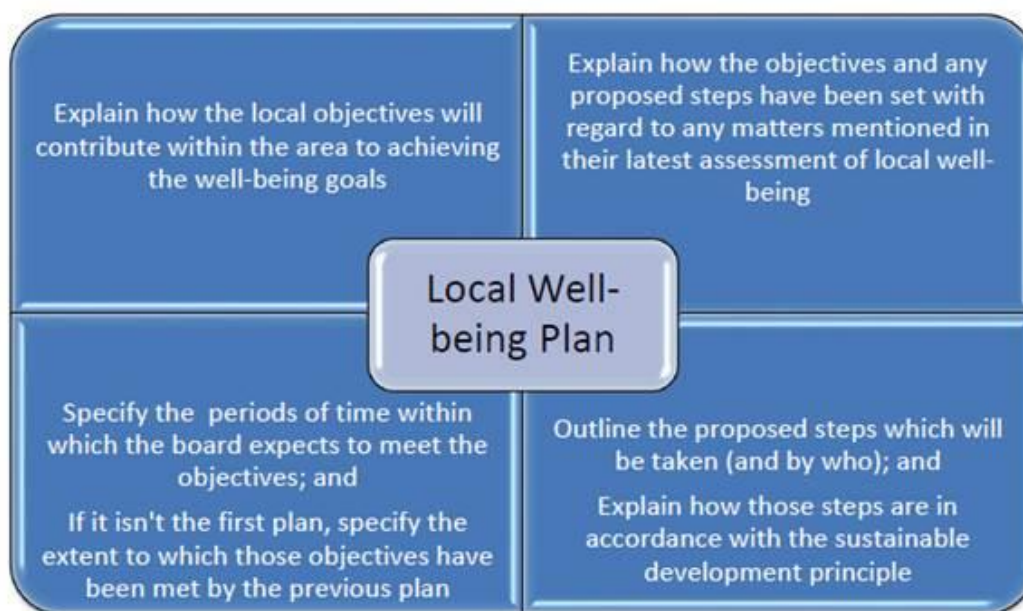 Explain how the local objectives will
contribute within the area to achieving
the well-being goals
Explain how the objectives and any
proposed steps have been set with
regard to any matters mentioned in
their latest assessment of local well-
being
Local Well-
being Plan
Specify the periods of time within
which the board expects to meet the
objectives; and
If it isn't the first plan, specify the
extent to which those objectives have
been met by the previous plan
Outline the proposed steps which will
be taken (and by who); and
Explain how those steps are in
accordance with the sustainable
development principle